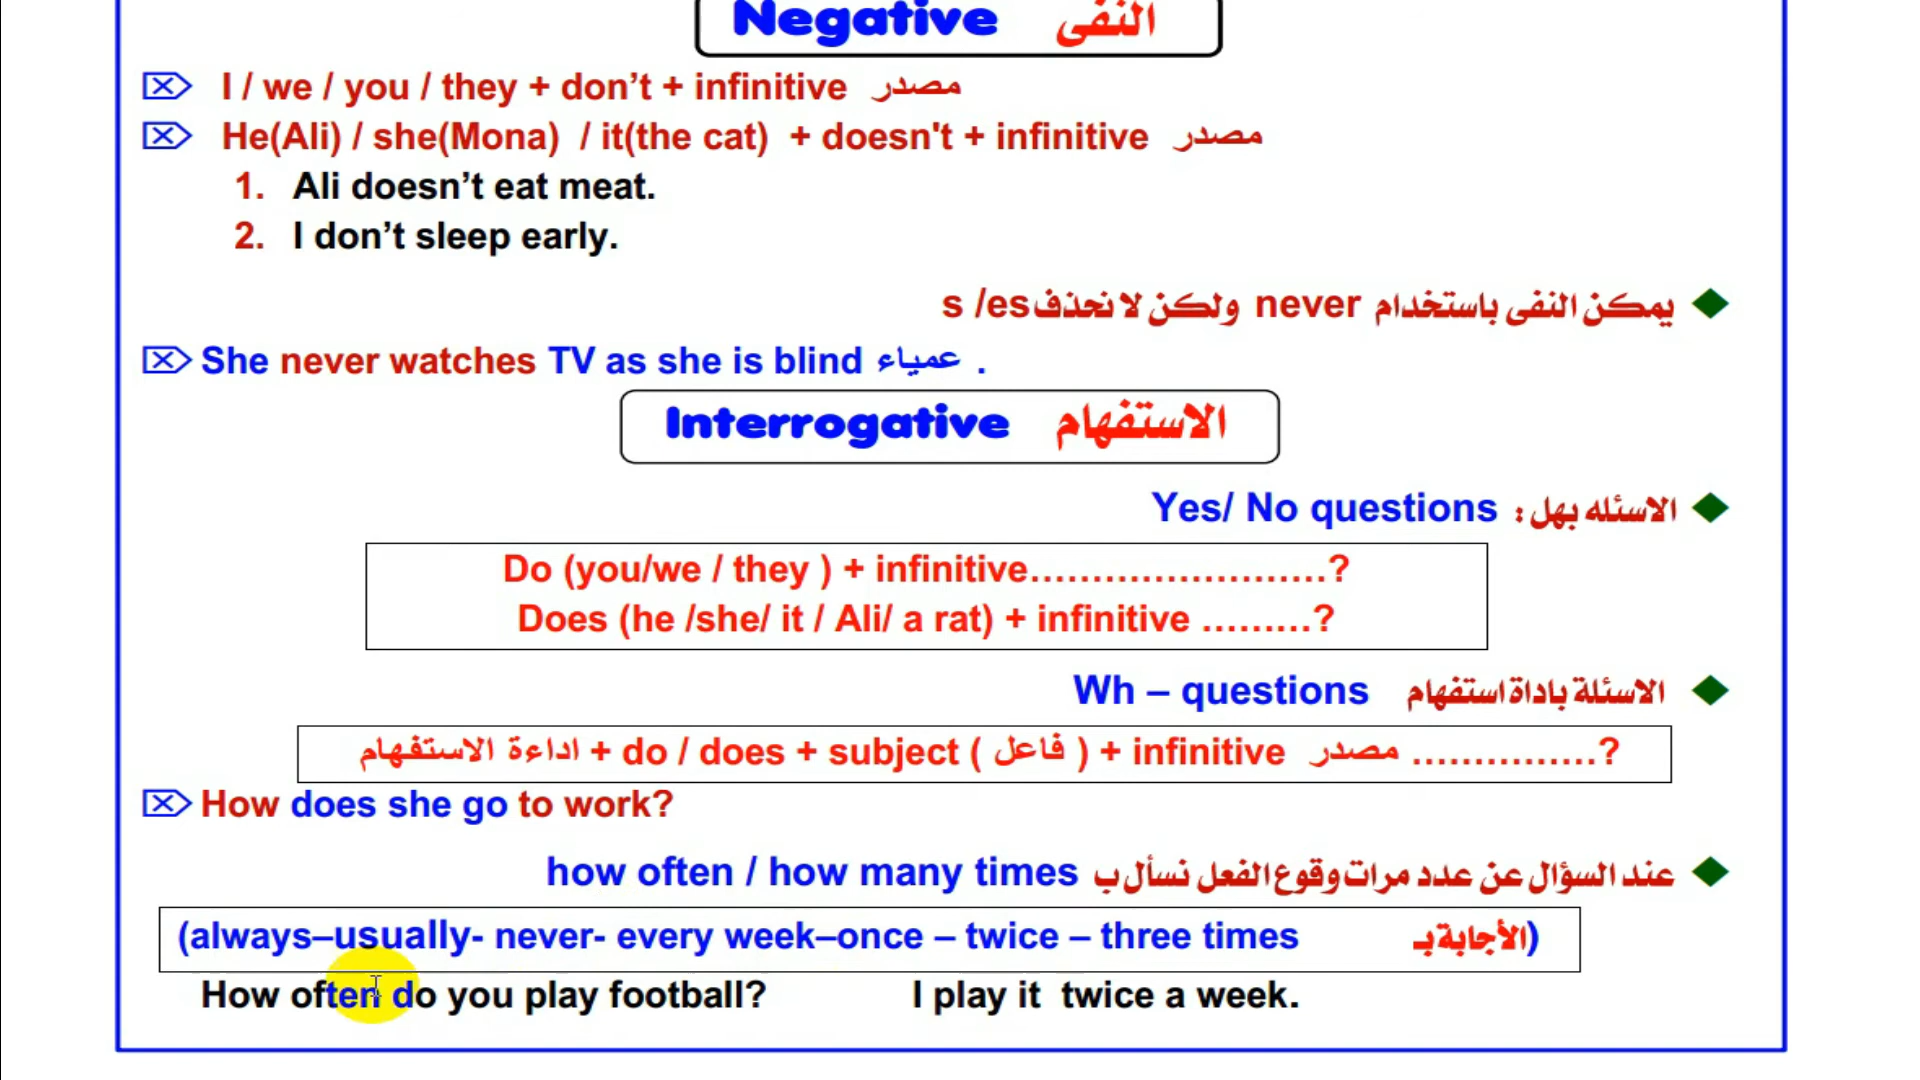 Negative النفى
I / we / you / they + don’t + infinitive مصدر
He(Ali) / she(Mona) / it(the cat) + doesn't + infinitive مصدر
1. Ali doesn’t eat meat.
2. I don’t sleep early.
يمكن النفى باستخدام never ولكن لا نحذف s /es
She never watches TV as she is blind عمياء .
Interrogative الاستفهام
الاسئله بهل : Yes/ No questions
Do (you/we / they ) + infinitive........................?
Does (he /she/ it / Ali/ a rat) + infinitive .........?
الاسئلة باداة استفهام Wh – questions
اداءة الاستفهام + do / does + subject ( فاعل ) + infinitive مصدر ...............?
How does she go to work?
عند السؤال عن عدد مرات وقوع الفعل نسأل ب how often / how many times
(always–usually- never- every week–once – twice – three times الأجابة بـ)
How often do you play football? I play it twice a week.